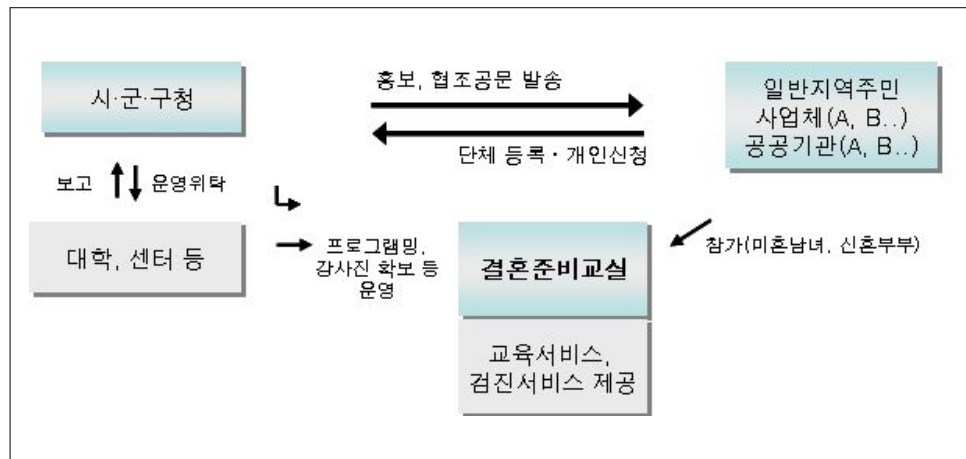 홍보, 협조공문 발송
시·군·구청
일반지역주민
사업체(A, B..)
공공기관(A, B..)
단체 등록·개인신청
보고
운영위탁
대학, 센터 등
프로그래밍,
강사진 확보 등
운영
결혼준비교실
참가(미혼남녀, 신혼부부)
교육서비스,
검진서비스 제공